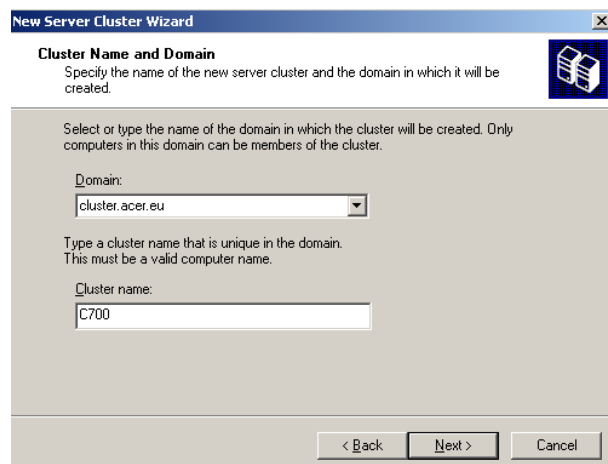 New Server Cluster Wizard
Cluster Name and Domain
Specify the name of the new server cluster and the domain in which it will be
created.
Select or type the name of the domain in which the cluster will be created. Only
computers in this domain can be members of the cluster.
Domain:
cluster.acer.eu
Type a cluster name that is unique in the domain.
This must be a valid computer name.
Cluster name:
C700
< Back Next > Cancel